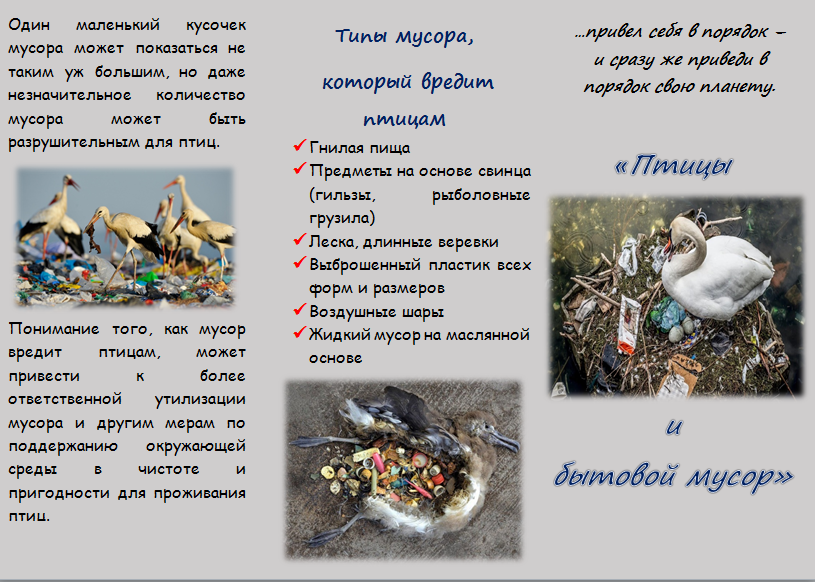 Один маленький кусочек
мусора может показаться не
таким уж большим, но даже
незначительное количество
мусора может быть
разрушительным для птиц.
Понимание того, как мусор
вредит птицам, может
привести к более
ответственной утилизации
мусора и другим мерам по
поддержанию окружающей
среды в чистоте и
пригодности для проживания
птиц.
Типы мусора,
который вредит
птицам
Гнилая пища
Предметы на основе свинца
(гильзы, рыболовные
грузила)
Леска, длинные веревки
Выброшенный пластик всех
форм и размеров
Воздушные шары
Жидкий мусор на маслянной
основе
...привел себя в порядок –
и сразу же приведи в
порядок свою планету.
«Птицы
и
бытовой мусор»